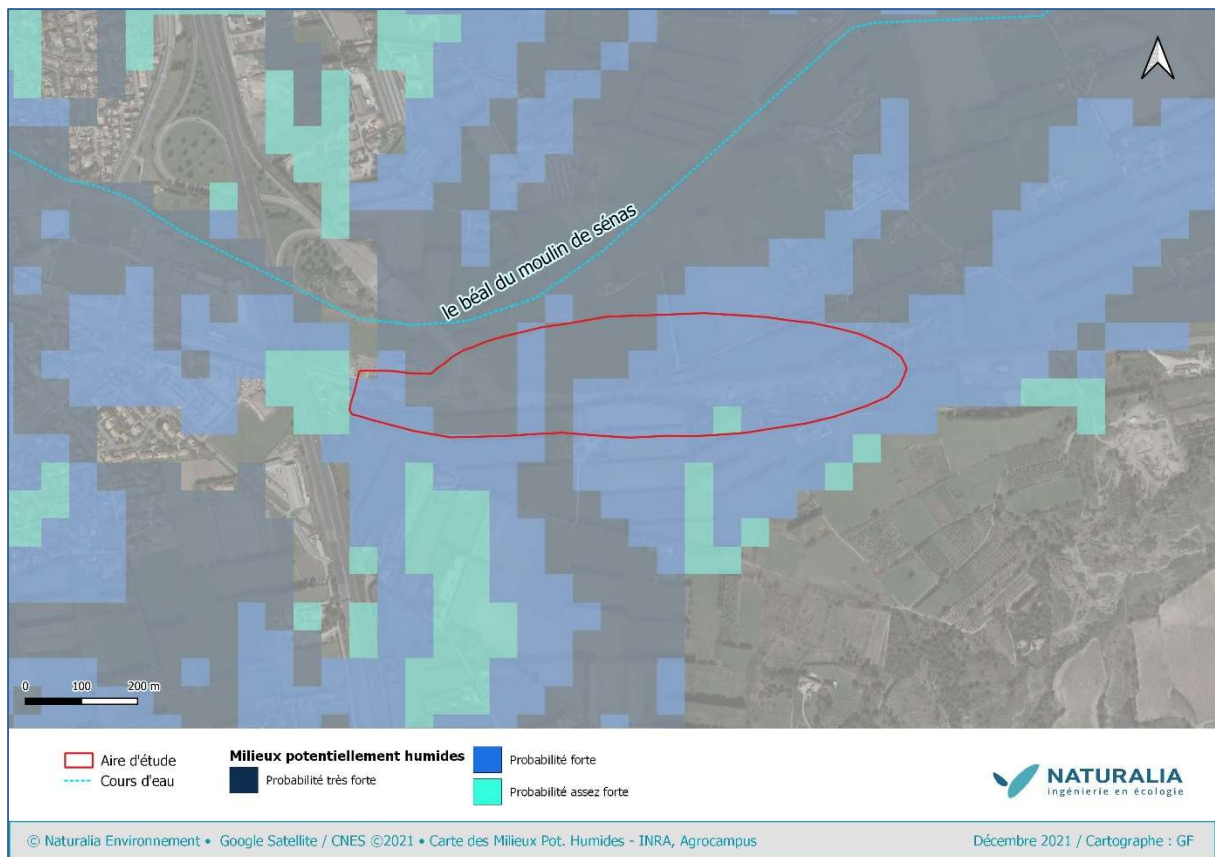 le béal du moulin de sénas
0 100 200 m
Aire d'étude
Cours d'eau
Milieux potentiellement humides
Probabilité très forte
Probabilité forte
Probabilité assez forte
NATURALIA
ingénierie en écologie
© Naturalia Environnement • Google Satellite / CNES ©2021 • Carte des Milieux Pot. Humides - INRA, Agrocampus
Décembre 2021 / Cartographe : GF